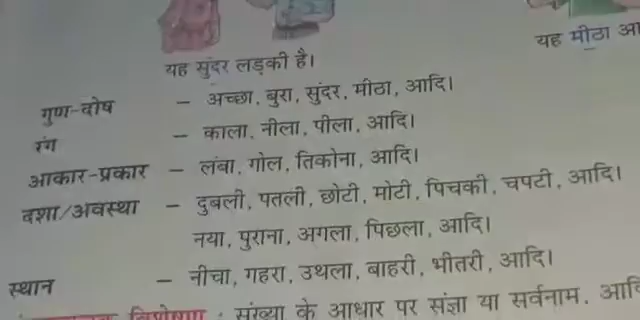 यह सुंदर लड़की है।
यह मीठा
गुण-दोष – अच्छा, बुरा, सुंदर, मीठा, आदि।
रंग – काला, नीला, पीला, आदि।
आकार-प्रकार – लंबा, गोल, तिकोना, आदि।
दशा/अवस्था – दुबली, पतली, छोटी, मोटी, पिचकी, चपटी, आदि।
नया, पुराना, अगला, पिछला, आदि।
स्थान – नीचा, गहरा, उथला, बाहरी, भीतरी, आदि।
विशेषण : संख्या के आधार पर संज्ञा या सर्वनाम,